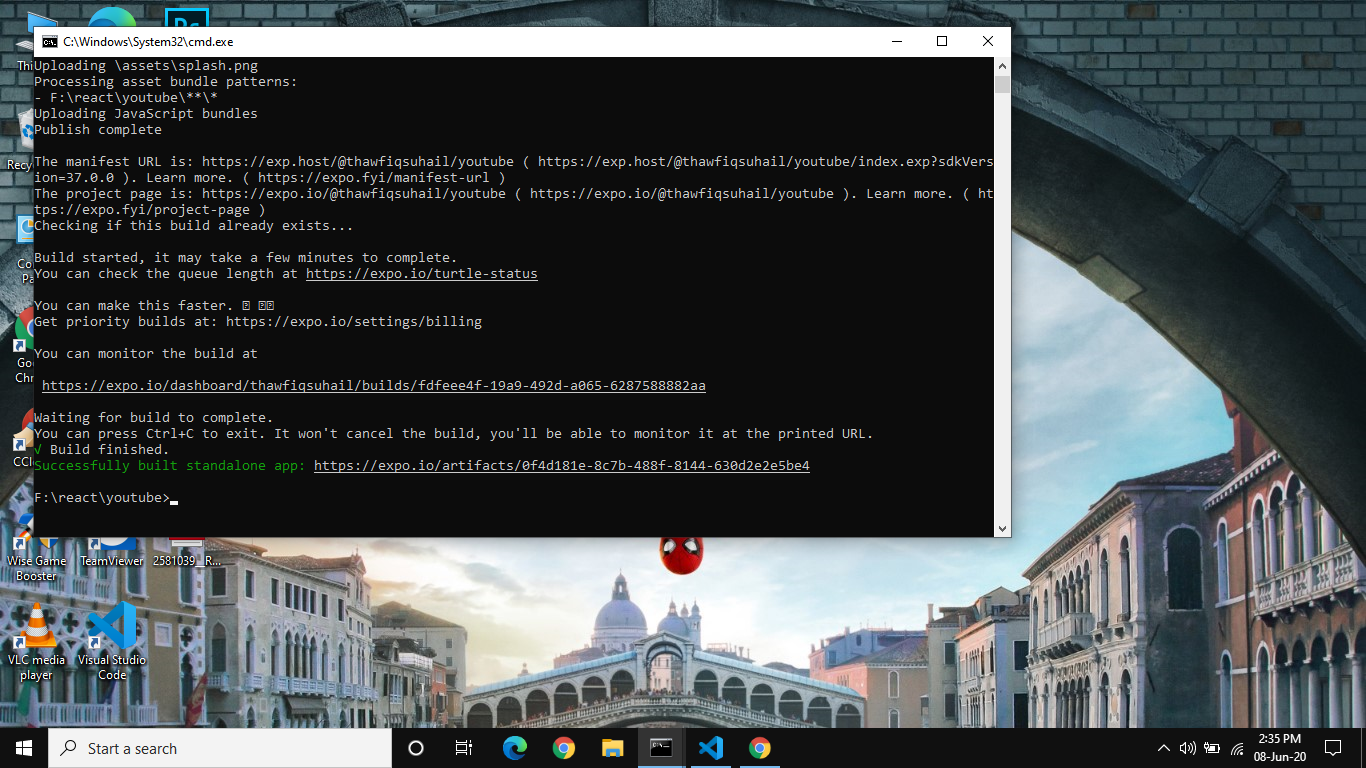 C:\Windows\System32\cmd.exe
Uploading \assets\splash.png
Processing asset bundle patterns:
- F:\react\youtube\**\*
Uploading JavaScript bundles
Publish complete
The manifest URL is: https://exp.host/@thawfiqsuhail/youtube ( https://exp.host/@thawfiqsuhail/youtube/index.exp?sdkVers
ion=37.0.0 ). Learn more. ( https://expo.fyi/manifest-url )
The project page is: https://expo.io/@thawfiqsuhail/youtube ( https://expo.io/@thawfiqsuhail/youtube ). Learn more. ( ht
tps://expo.fyi/project-page )
Checking if this build already exists...
Build started, it may take a few minutes to complete.
You can check the queue length at https://expo.io/turtle-status
You can make this faster.
Get priority builds at: https://expo.io/settings/billing
You can monitor the build at
https://expo.io/dashboard/thawfiqsuhail/builds/fdfeee4f-19a9-492d-a065-6287588882aa
Waiting for build to complete.
You can press Ctrl+C to exit. It won't cancel the build, you'll be able to monitor it at the printed URL.
√ Build finished.
Successfully built standalone app: https://expo.io/artifacts/0f4d181e-8c7b-488f-8144-630d2e2e5be4
F:\react\youtube>
Wise Game
Booster
TeamViewer
2581039__R...
VLC media
player
Visual Studio
Code
Start a search
2:35 PM
08-Jun-20